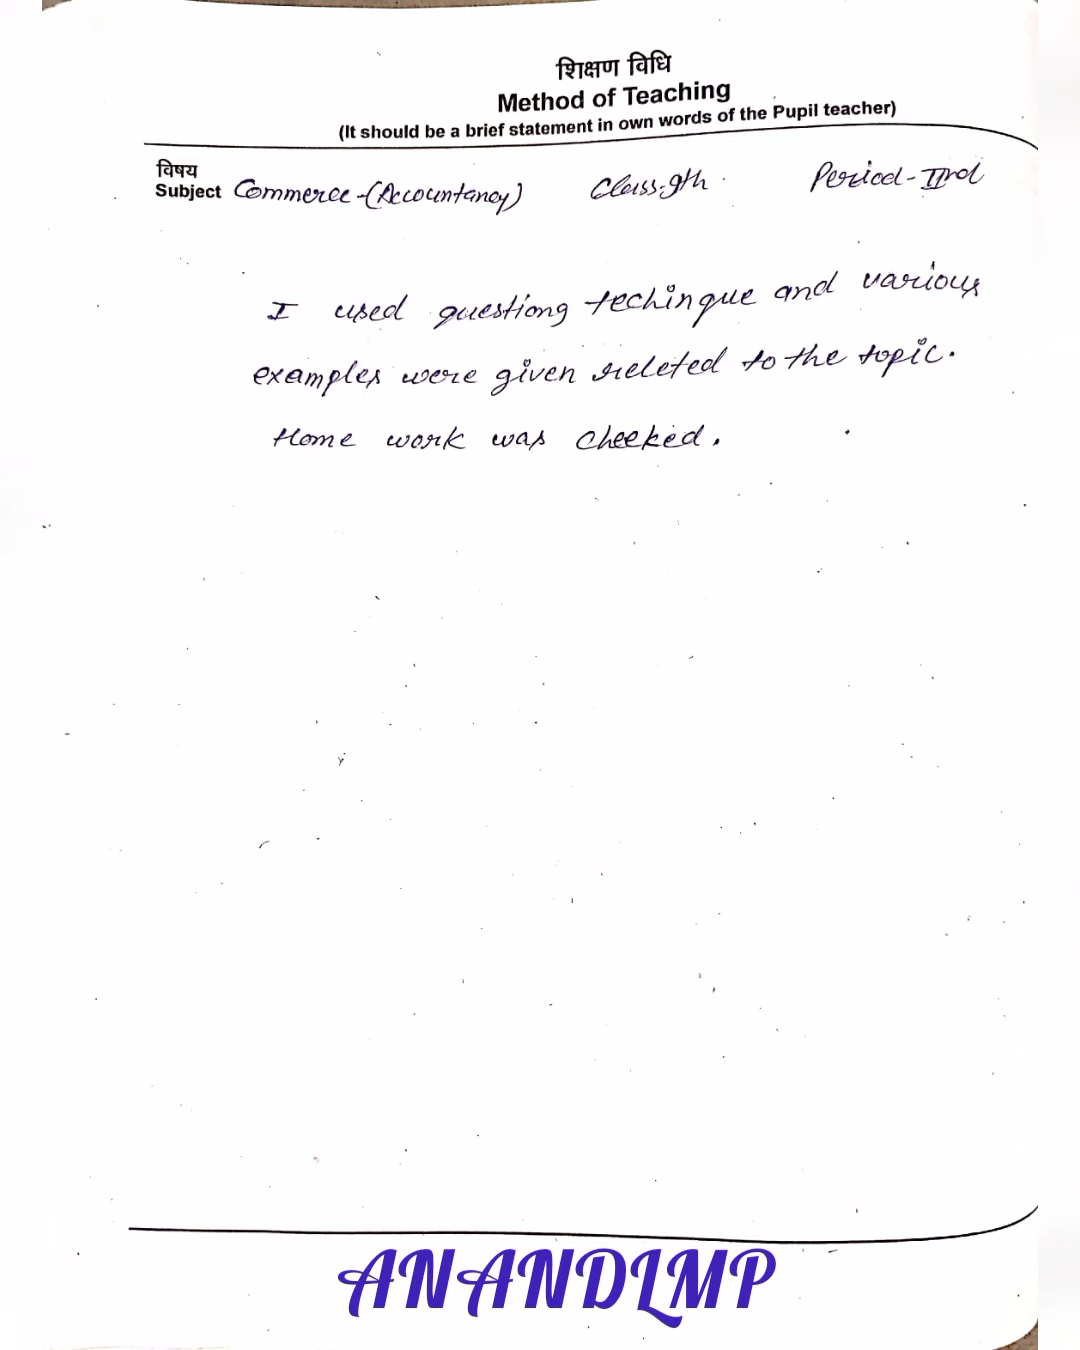 शिक्षण विधि
Method of Teaching
(It should be a brief statement in own words of the Pupil teacher)
विषय
Subject Commerce-(Accountancy) Class-9th Period-IInd
I used questiong techinque and various
examples were given releted to the topic.
Home work was cheeked.
ANANDLMP